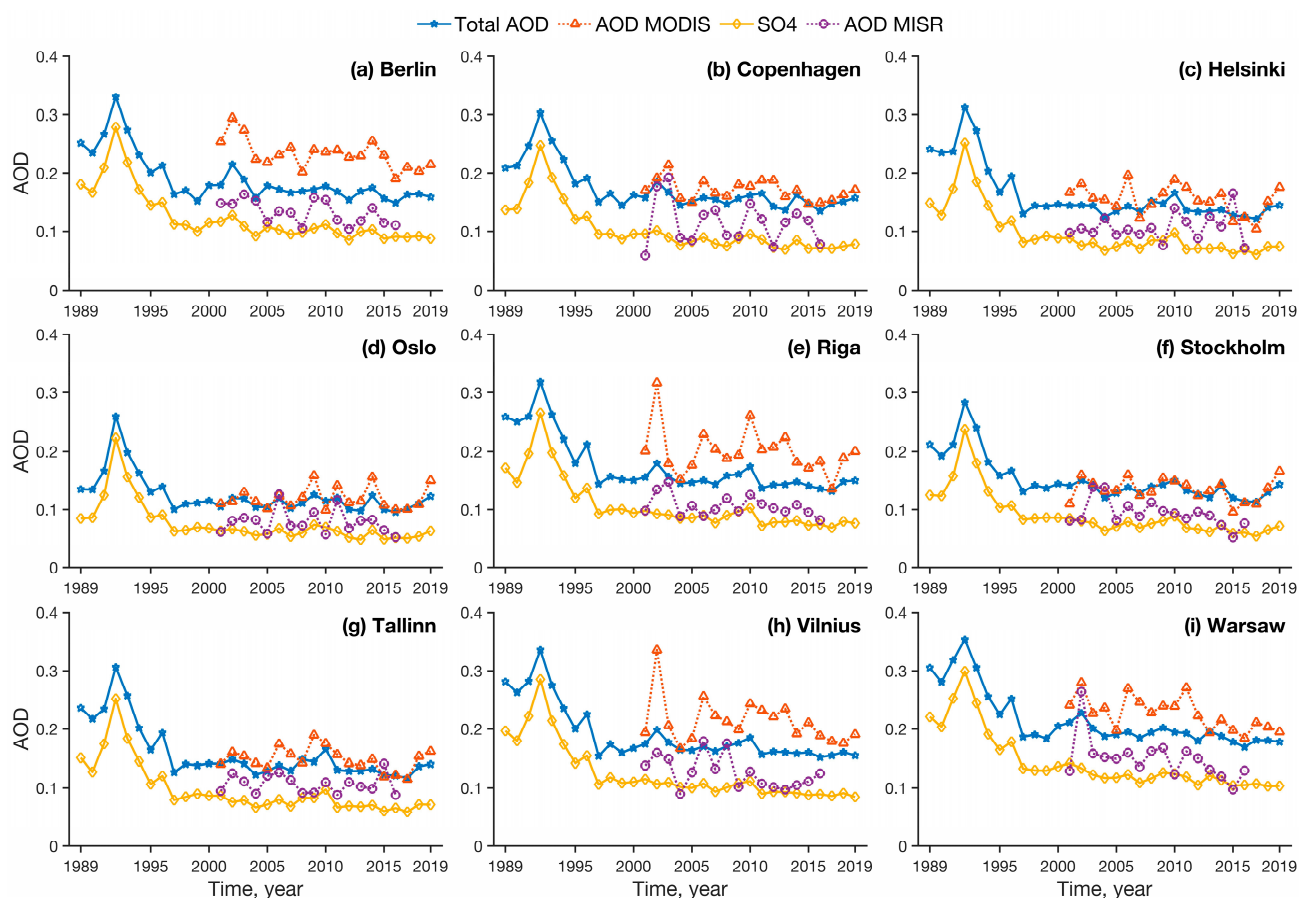 Total AOD AOD MODIS SO4 AOD MISR
(a) Berlin
(b) Copenhagen
(c) Helsinki
0.4 0.4 0.4
0.3 0.3 0.3
AOD
0.2 0.2 0.2
0.1 0.1 0.1
0 0 0
1989 1995 2000 2005 2010 2015 2019 1989 1995 2000 2005 2010 2015 2019 1989 1995 2000 2005 2010 2015 2019
(d) Oslo
(e) Riga
(f) Stockholm
0.4 0.4 0.4
0.3 0.3 0.3
AOD
0.2 0.2 0.2
0.1 0.1 0.1
0 0 0
1989 1995 2000 2005 2010 2015 2019 1989 1995 2000 2005 2010 2015 2019 1989 1995 2000 2005 2010 2015 2019
(g) Tallinn
(h) Vilnius
(i) Warsaw
0.4 0.4 0.4
0.3 0.3 0.3
AOD
0.2 0.2 0.2
0.1 0.1 0.1
0 0 0
1989 1995 2000 2005 2010 2015 2019 1989 1995 2000 2005 2010 2015 2019 1989 1995 2000 2005 2010 2015 2019
Time, year Time, year Time, year